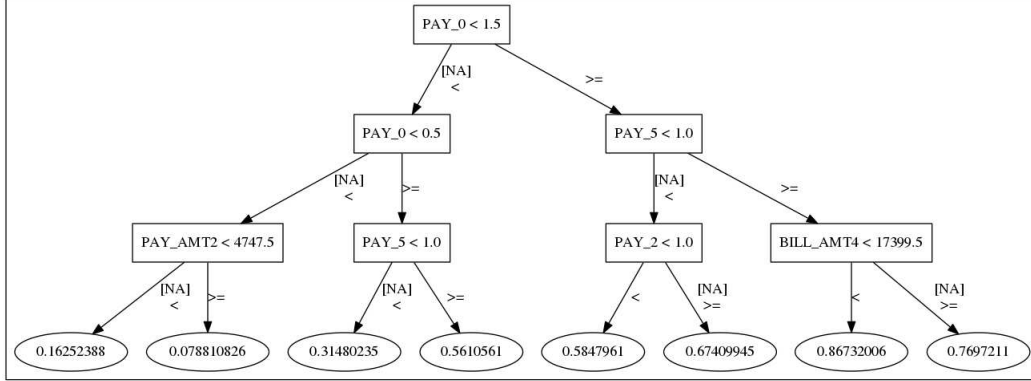 PAY_0 < 1.5
[NA]
<
>=
PAY_0 < 0.5
PAY_5 < 1.0
[NA]
<
>=
[NA]
<
>=
PAY_AMT2 < 4747.5
PAY_5 < 1.0
PAY_2 < 1.0
BILL_AMT4 < 17399.5
[NA]
<
>=
[NA]
<
>=
<
[NA]
>=
<
[NA]
>=
0.16252388
0.078810826
0.31480235
0.5610561
0.5847961
0.67409945
0.86732006
0.7697211